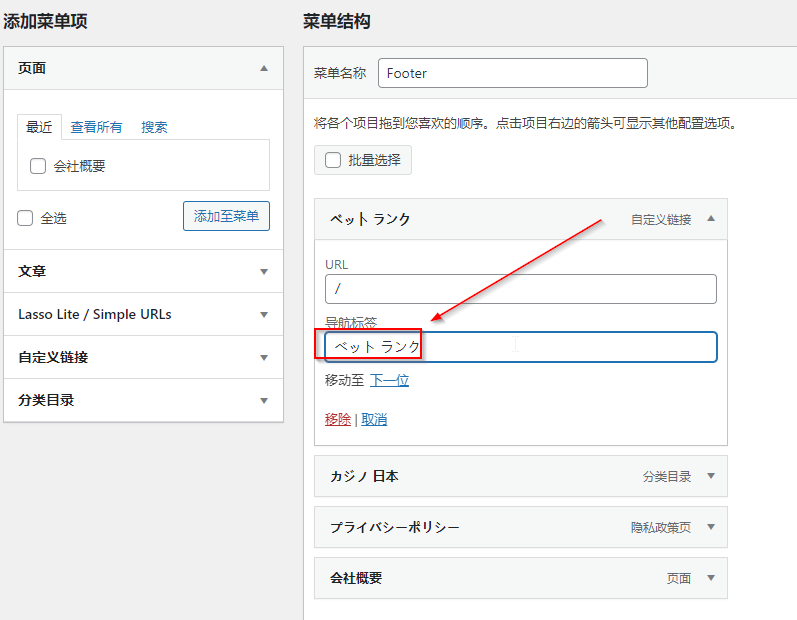 添加菜单项
页面
最近 查看所有 搜索
会社概要
全选 添加至菜单
文章
Lasso Lite / Simple URLs
自定义链接
分类目录
菜单结构
菜单名称 Footer
将各个项目拖到您喜欢的顺序。点击项目右边的箭头可显示其他配置选项。
批量选择
ベット ランク 自定义链接
URL
/
导航标签
ベット ランク
移动至 下一位
移除 | 取消
カジノ 日本 分类目录
プライバシーポリシー 隐私政策页
会社概要 页面